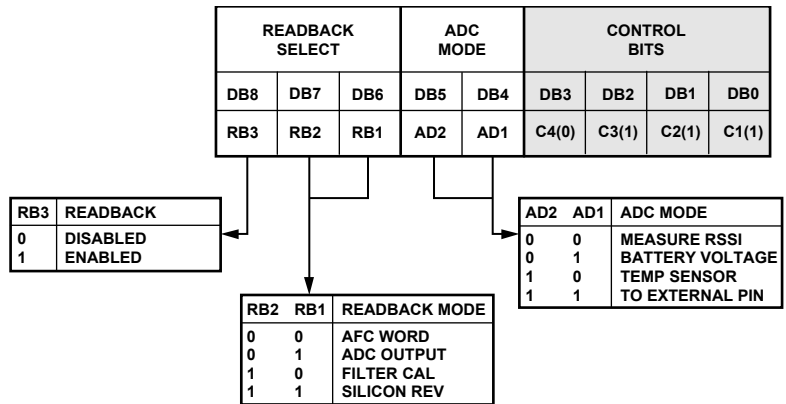 READBACK SELECT ADC MODE CONTROL BITS
DB8 DB7 DB6 DB5 DB4 DB3 DB2 DB1 DB0
RB3 RB2 RB1 AD2 AD1 C4(0) C3(1) C2(1) C1(1)
RB3 READBACK
0 DISABLED
1 ENABLED
RB2 RB1 READBACK MODE
0 0 AFC WORD
0 1 ADC OUTPUT
1 0 FILTER CAL
1 1 SILICON REV
AD2 AD1 ADC MODE
0 0 MEASURE RSSI
0 1 BATTERY VOLTAGE
1 0 TEMP SENSOR
1 1 TO EXTERNAL PIN